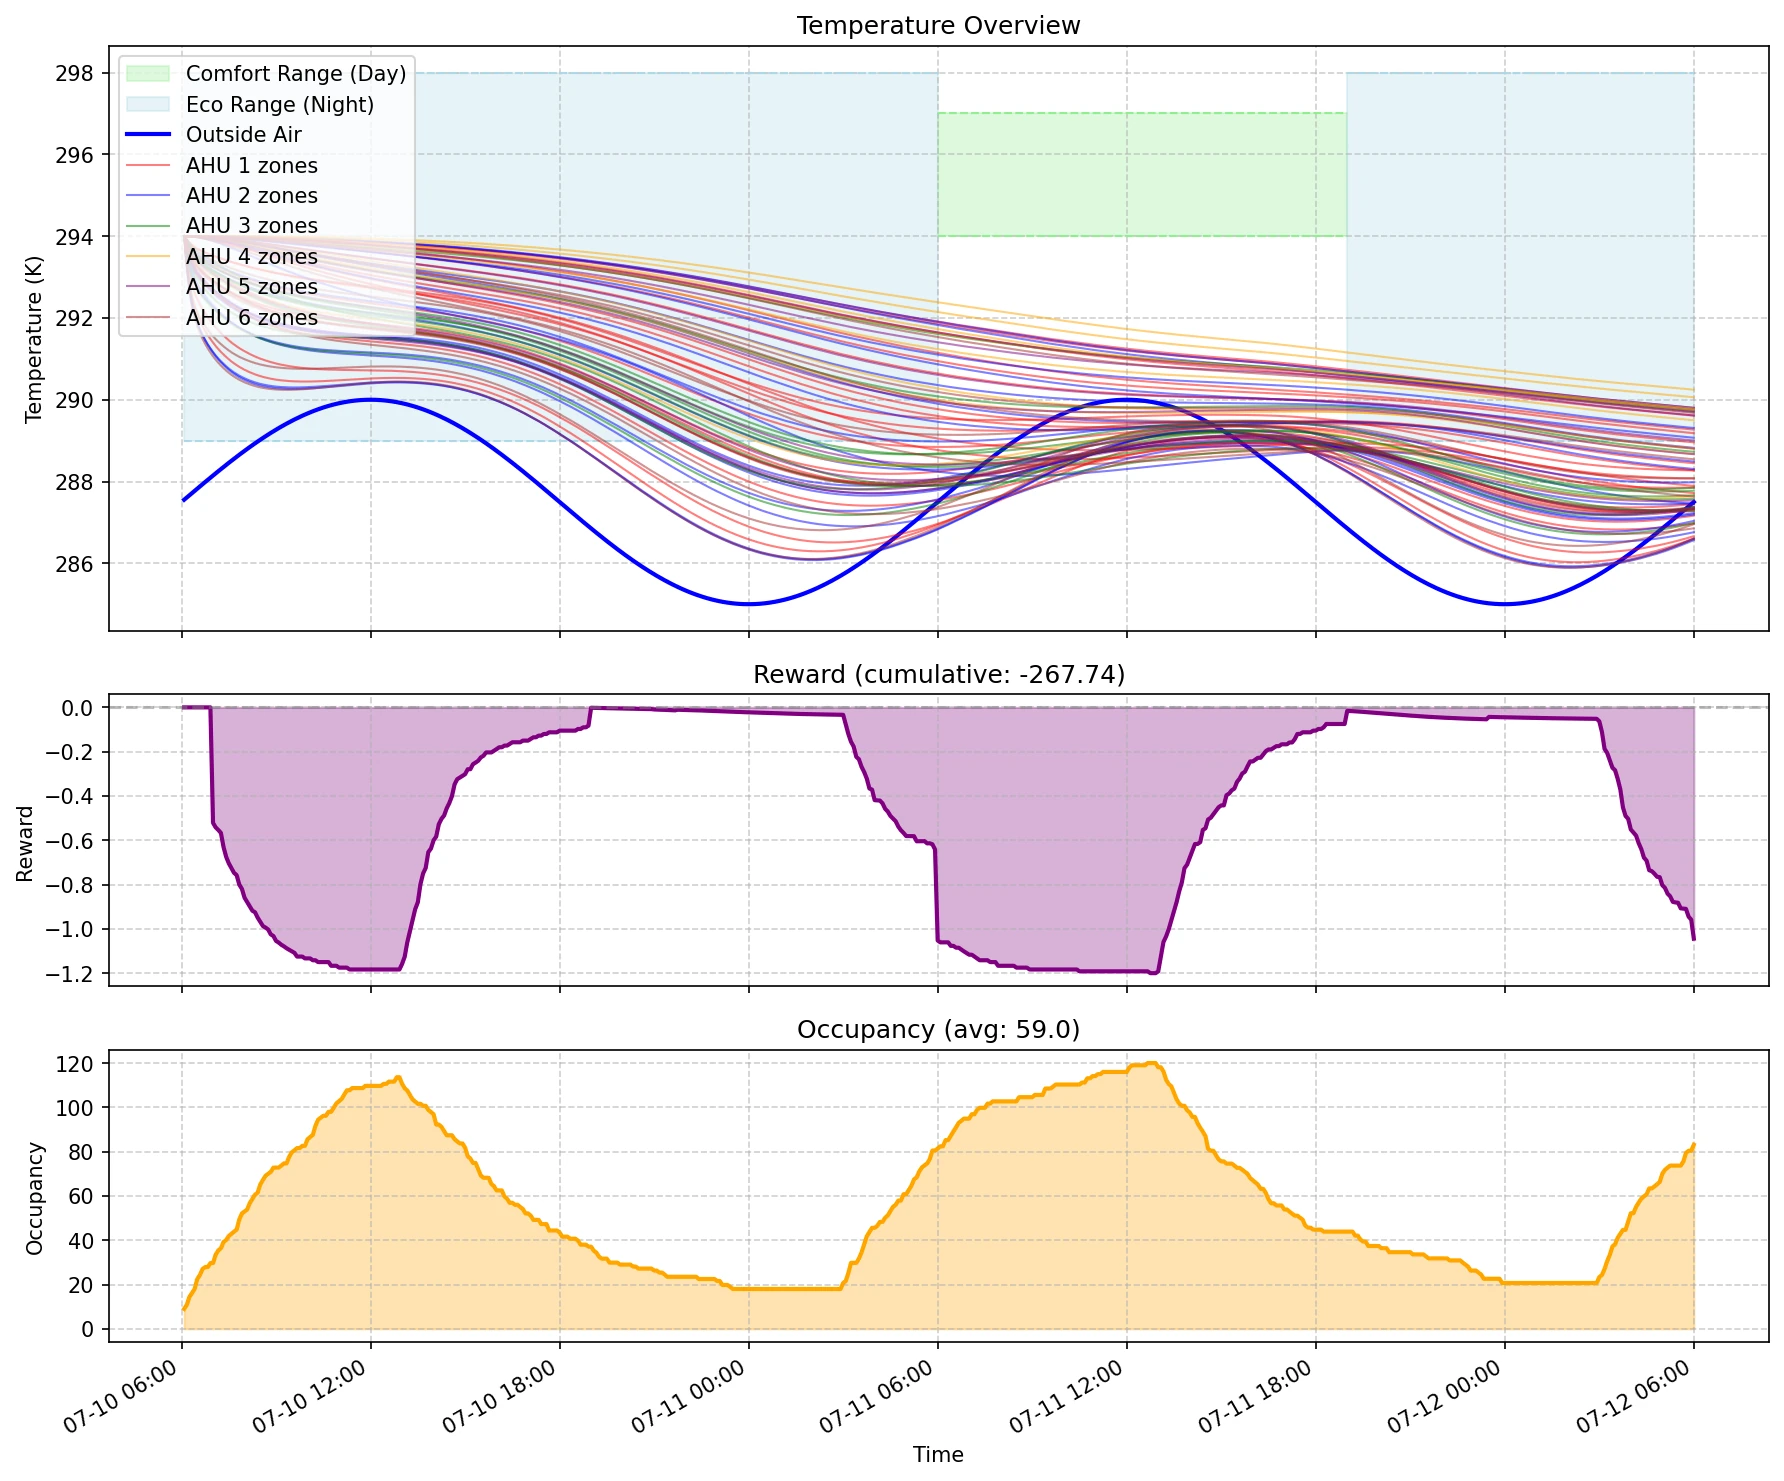 Temperature Overview
Temperature (K)
298
296
294
292
290
288
286
Comfort Range (Day)
Eco Range (Night)
Outside Air
AHU 1 zones
AHU 2 zones
AHU 3 zones
AHU 4 zones
AHU 5 zones
AHU 6 zones
Reward (cumulative: -267.74)
Reward
0.0
−0.2
−0.4
−0.6
−0.8
−1.0
−1.2
Occupancy (avg: 59.0)
Occupancy
120
100
80
60
40
20
0
07-10 06:00
07-10 12:00
07-10 18:00
07-11 00:00
07-11 06:00
07-11 12:00
07-11 18:00
07-12 00:00
07-12 06:00
Time